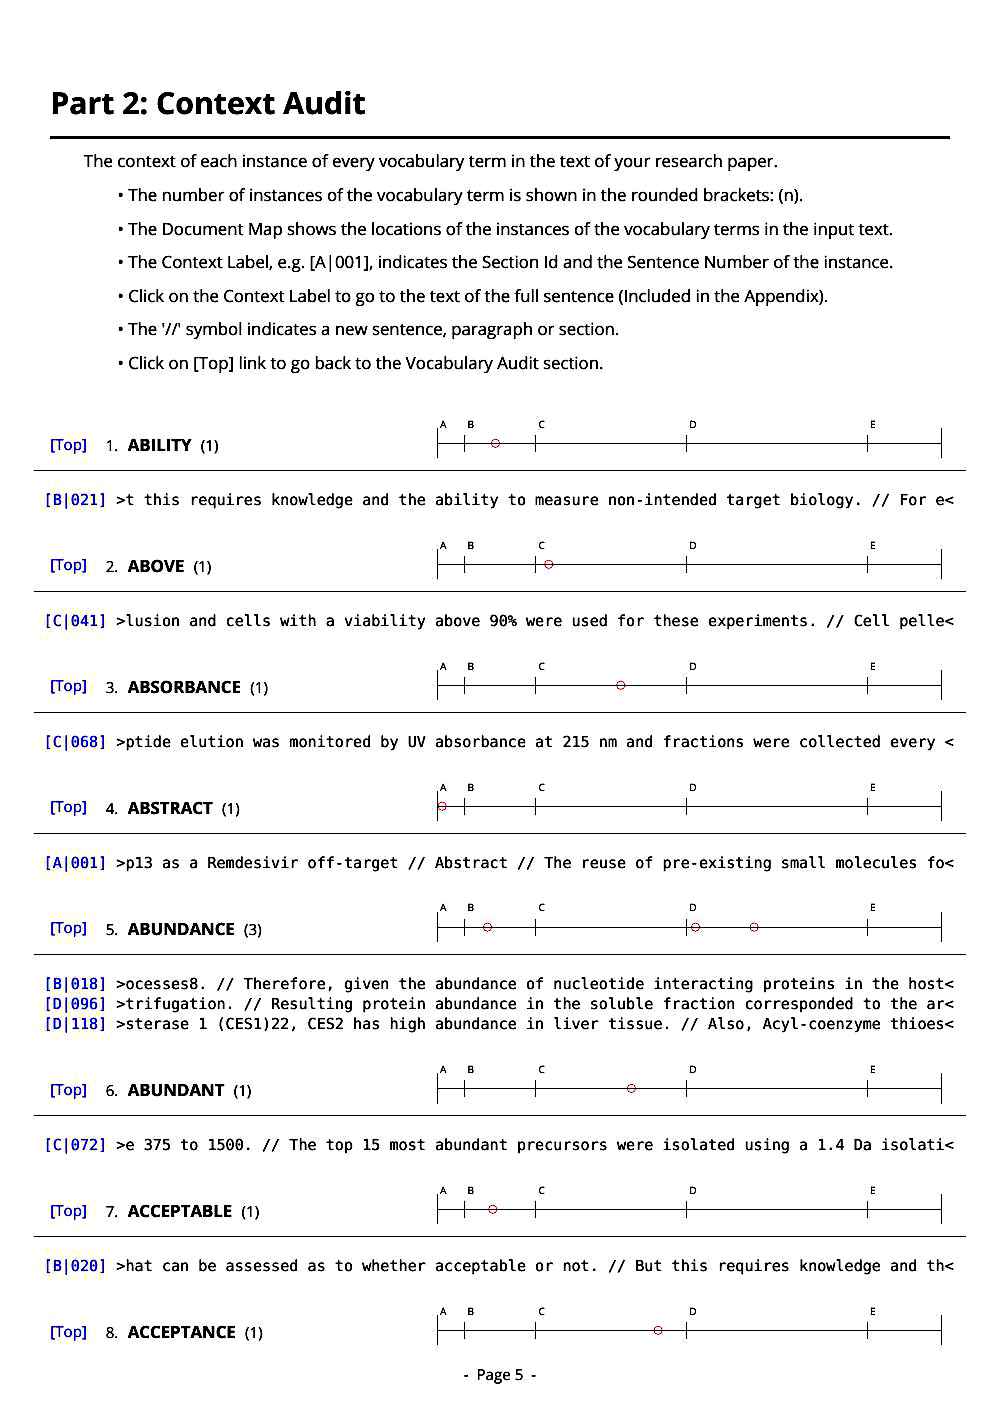 Part 2: Context Audit
The context of each instance of every vocabulary term in the text of your research paper.
• The number of instances of the vocabulary term is shown in the rounded brackets: (n).
• The Document Map shows the locations of the instances of the vocabulary terms in the input text.
• The Context Label, e.g. [A|001], indicates the Section Id and the Sentence Number of the instance.
• Click on the Context Label to go to the text of the full sentence (Included in the Appendix).
• The '//' symbol indicates a new sentence, paragraph or section.
• Click on [Top] link to go back to the Vocabulary Audit section.
A B C D E
[Top] 1. ABILITY (1)
[B|021] >t this requires knowledge and the ability to measure non-intended target biology. // For e<
A B C D E
[Top] 2. ABOVE (1)
[C|041] >lusion and cells with a viability above 90% were used for these experiments. // Cell pelle<
A B C D E
[Top] 3. ABSORBANCE (1)
[C|068] >ptide elution was monitored by UV absorbance at 215 nm and fractions were collected every <
A B C D E
[Top] 4. ABSTRACT (1)
[A|001] >p13 as a Remdesivir off-target // Abstract // The reuse of pre-existing small molecules fo<
A B C D E
[Top] 5. ABUNDANCE (3)
[B|018] >ocesses8. // Therefore, given the abundance of nucleotide interacting proteins in the host<
[D|096] >trifugation. // Resulting protein abundance in the soluble fraction corresponded to the ar<
[D|118] >sterase 1 (CES1)22, CES2 has high abundance in liver tissue. // Also, Acyl-coenzyme thioes<
A B C D E
[Top] 6. ABUNDANT (1)
[C|072] >e 375 to 1500. // The top 15 most abundant precursors were isolated using a 1.4 Da isolati<
A B C D E
[Top] 7. ACCEPTABLE (1)
[B|020] >hat can be assessed as to whether acceptable or not. // But this requires knowledge and th<
A B C D E
[Top] 8. ACCEPTANCE (1)
- Page 5 -